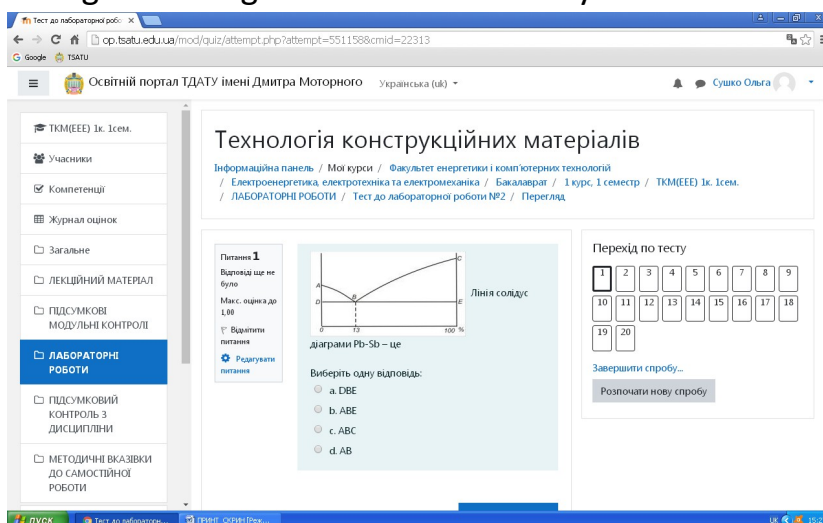 Тест до лабораторної робо
op.tsatu.edu.ua/mod/quiz/attempt.php?attempt=551158&cmid=22313
Google TSATU
Освітній портал ТДАТУ імені Дмитра Моторного Українська (uk) Сушко Ольга
ТКМ(ЕЕЕ) 1к. 1сем.
Учасники
Компетенції
Журнал оцінок
Загальне
ЛЕКЦІЙНИЙ МАТЕРІАЛ
ПІДСУМКОВІ
МОДУЛЬНІ КОНТРОЛІ
ЛАБОРАТОРНІ
РОБОТИ
ПІДСУМКОВИЙ
КОНТРОЛЬ З
ДИСЦИПЛІНИ
МЕТОДИЧНІ ВКАЗІВКИ
ДО САМОСТІЙНОЇ
РОБОТИ
Технологія конструкційних матеріалів
Інформаційна панель / Мої курси / Факультет енергетики і комп'ютерних технологій
/ Електроенергетика, електротехніка та електромеханіка / Бакалаврат / 1 курс, 1 семестр / ТКМ(ЕЕЕ) 1к. 1сем.
/ ЛАБОРАТОРНІ РОБОТИ / Тест до лабораторної роботи №2 / Перегляд
Питання 1
Відповіді ще не
було
Макс. оцінка до
1,00
Відмітити
питання
Редагувати
питання
C
A
B
D E
0 13 100 %
Лінія солідус
діаграми Pb-Sb – це
Виберіть одну відповідь:
a. DBE
b. ABE
c. ABC
d. AB
Перехід по тесту
1 2 3 4 5 6 7 8 9
10 11 12 13 14 15 16 17 18
19 20
Завершити спробу...
Розпочати нову спробу
пуск Тест до лабораторн... ПРИНТ_СКРИН [Реж... UK